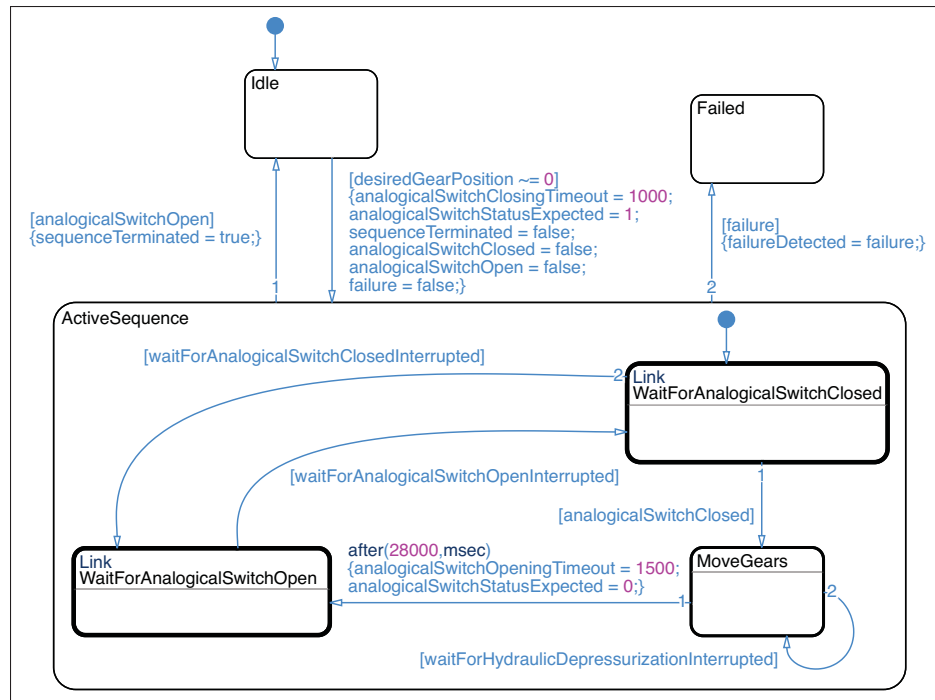 Idle
Failed
[desiredGearPosition ~= 0]
{analogicalSwitchClosingTimeout = 1000;
analogicalSwitchStatusExpected = 1;
sequenceTerminated = false;
analogicalSwitchClosed = false;
analogicalSwitchOpen = false;
failure = false;}
[analogicalSwitchOpen]
{sequenceTerminated = true;}
1
[failure]
{failureDetected = failure;}
2
ActiveSequence
[waitForAnalogicalSwitchClosedInterrupted]
2
Link
WaitForAnalogicalSwitchClosed
[waitForAnalogicalSwitchOpenInterrupted]
1
[analogicalSwitchClosed]
Link
WaitForAnalogicalSwitchOpen
after(28000,msec)
{analogicalSwitchOpeningTimeout = 1500;
analogicalSwitchStatusExpected = 0;}
1
MoveGears
2
[waitForHydraulicDepressurizationInterrupted]